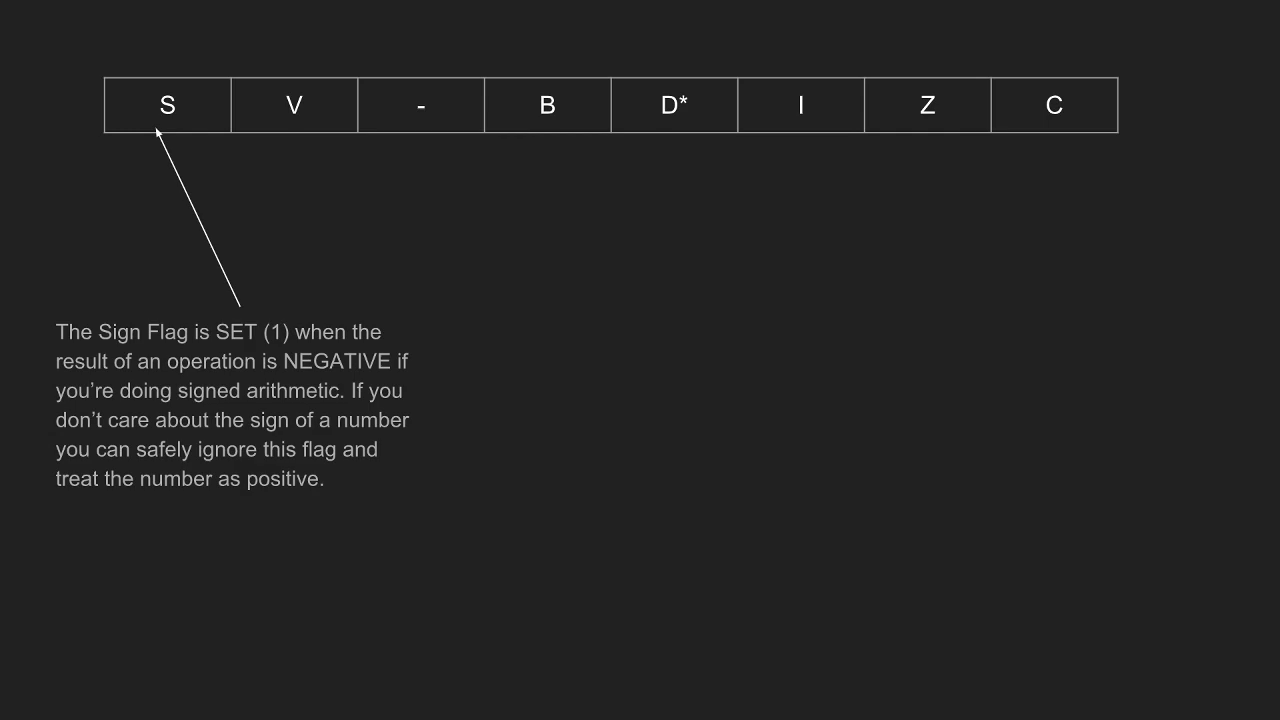 S V - B D* I Z C
The Sign Flag is SET (1) when the
result of an operation is NEGATIVE if
you’re doing signed arithmetic. If you
don’t care about the sign of a number
you can safely ignore this flag and
treat the number as positive.